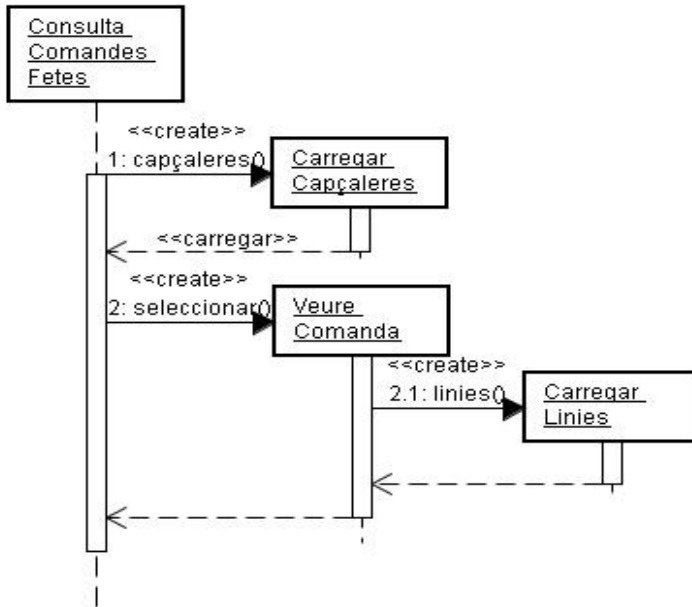 Consulta
Comandes
Fetes
<<create>>
1: capçaleres()
Carregar
Capçaleres
<<carregar>>
<<create>>
2: seleccionar()
Veure
Comanda
<<create>>
2.1: linies()
Carregar
Linies